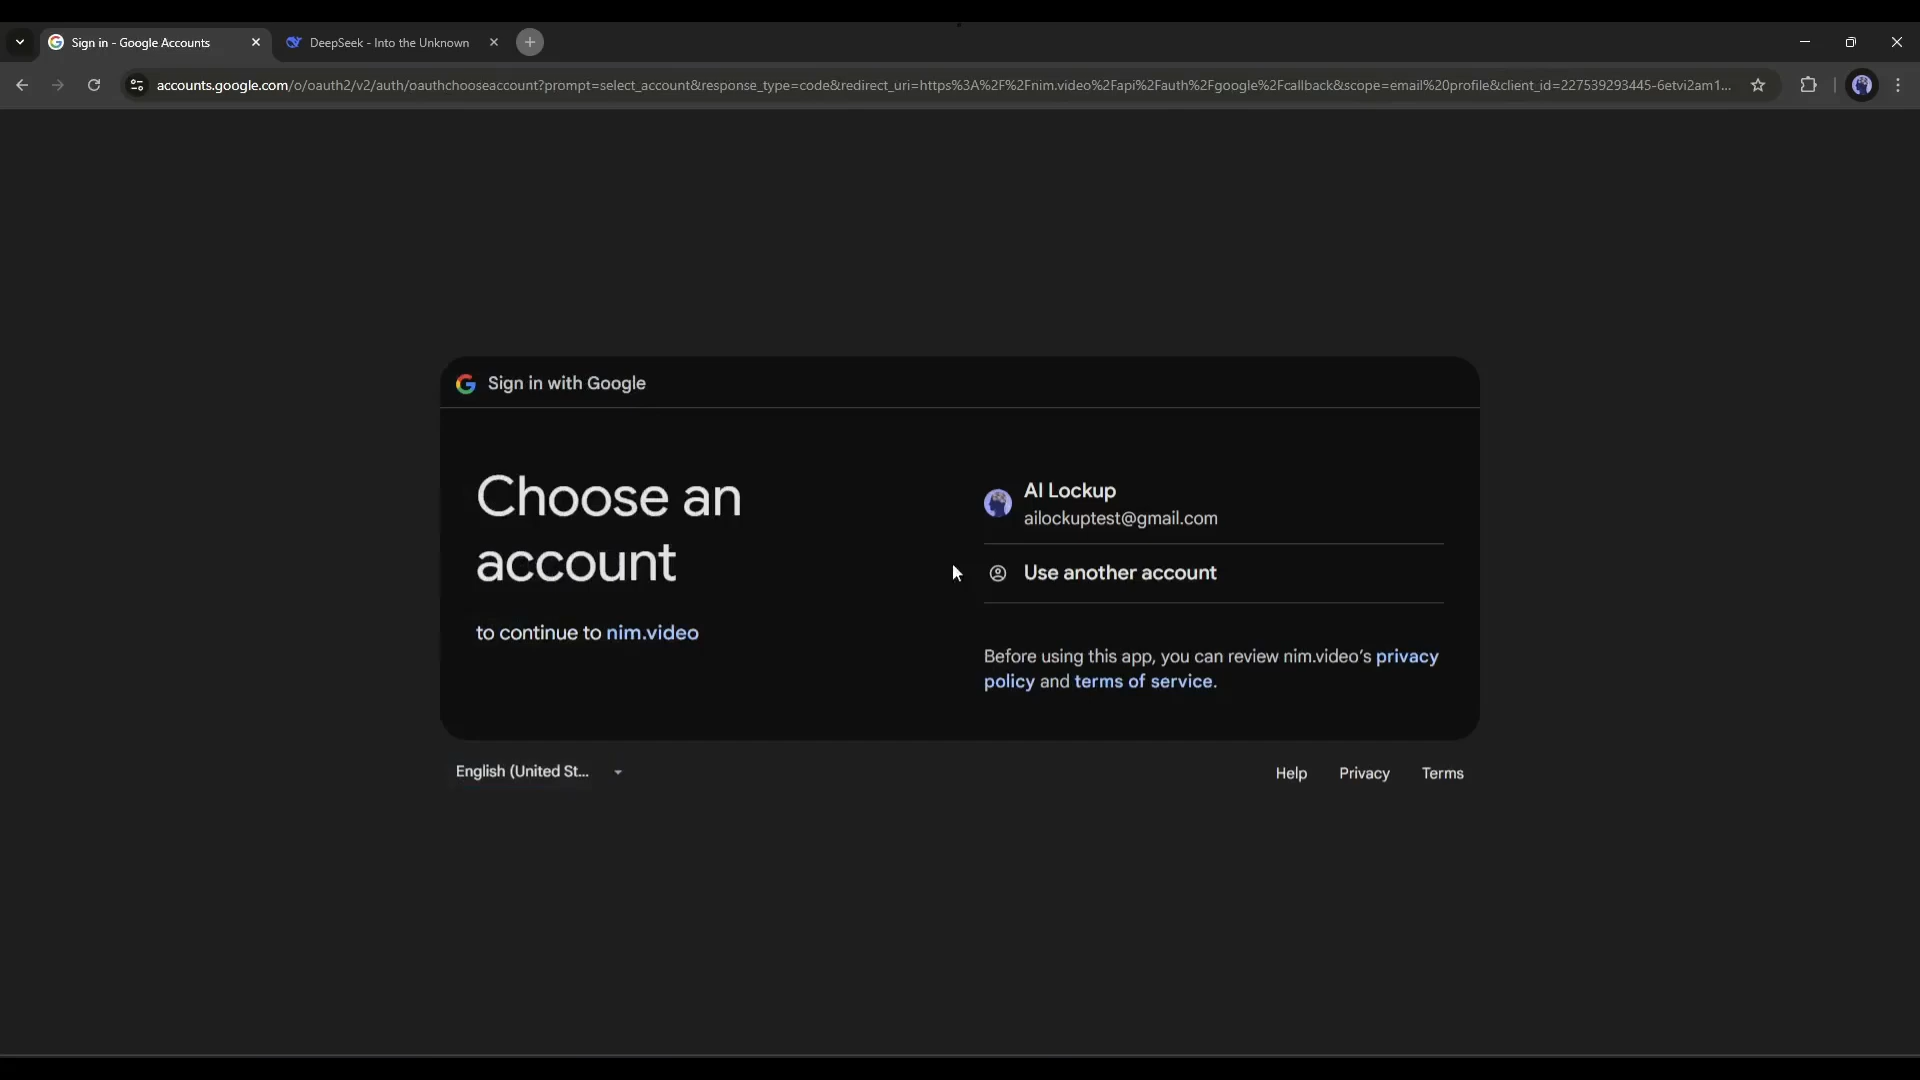 Sign in - Google Accounts
DeepSeek - Into the Unknown
accounts.google.com/o/oauth2/v2/auth/oauthchooseaccount?prompt=select_account&response_type=code&redirect_uri=https%3A%2F%2Fnim.video%2Fapi%2Fauth%2Fgoogle%2Fcallback&scope=email%20profile&client_id=227539293445-6etvi2am1...
Sign in with Google
Choose an
account
to continue to nim.video
AI Lockup
ailockuptest@gmail.com
Use another account
Before using this app, you can review nim.video’s privacy
policy and terms of service.
English (United St...
Help Privacy Terms